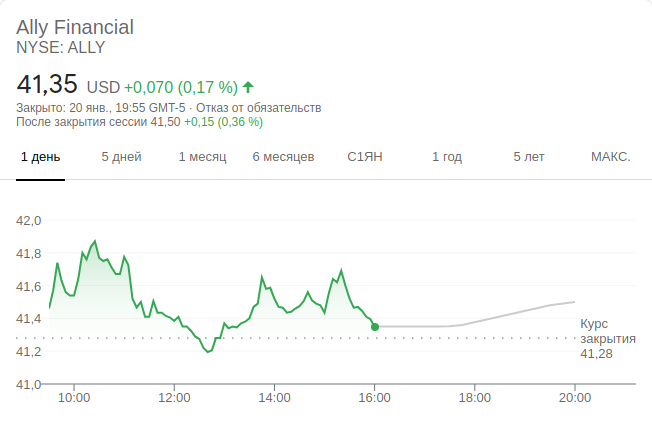 Ally Financial
NYSE: ALLY
41,35 USD +0,070 (0,17 %)
Закрыто: 20 янв., 19:55 GMT-5 · Отказ от обязательств
После закрытия сессии 41,50 +0,15 (0,36 %)
1 день 5 дней 1 месяц 6 месяцев С1ЯН 1 год 5 лет МАКС.
42,0
41,8
41,6
41,4
41,2
41,0
Курс
закрытия
41,28
10:00 12:00 14:00 16:00 18:00 20:00